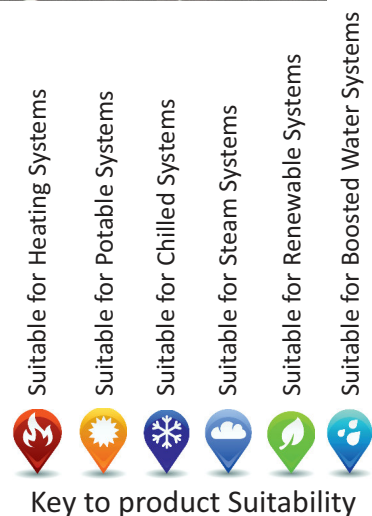 Suitable for Heating Systems
Suitable for Potable Systems
Suitable for Chilled Systems
Suitable for Steam Systems
Suitable for Renewable Systems
Suitable for Boosted Water Systems
Key to product Suitability